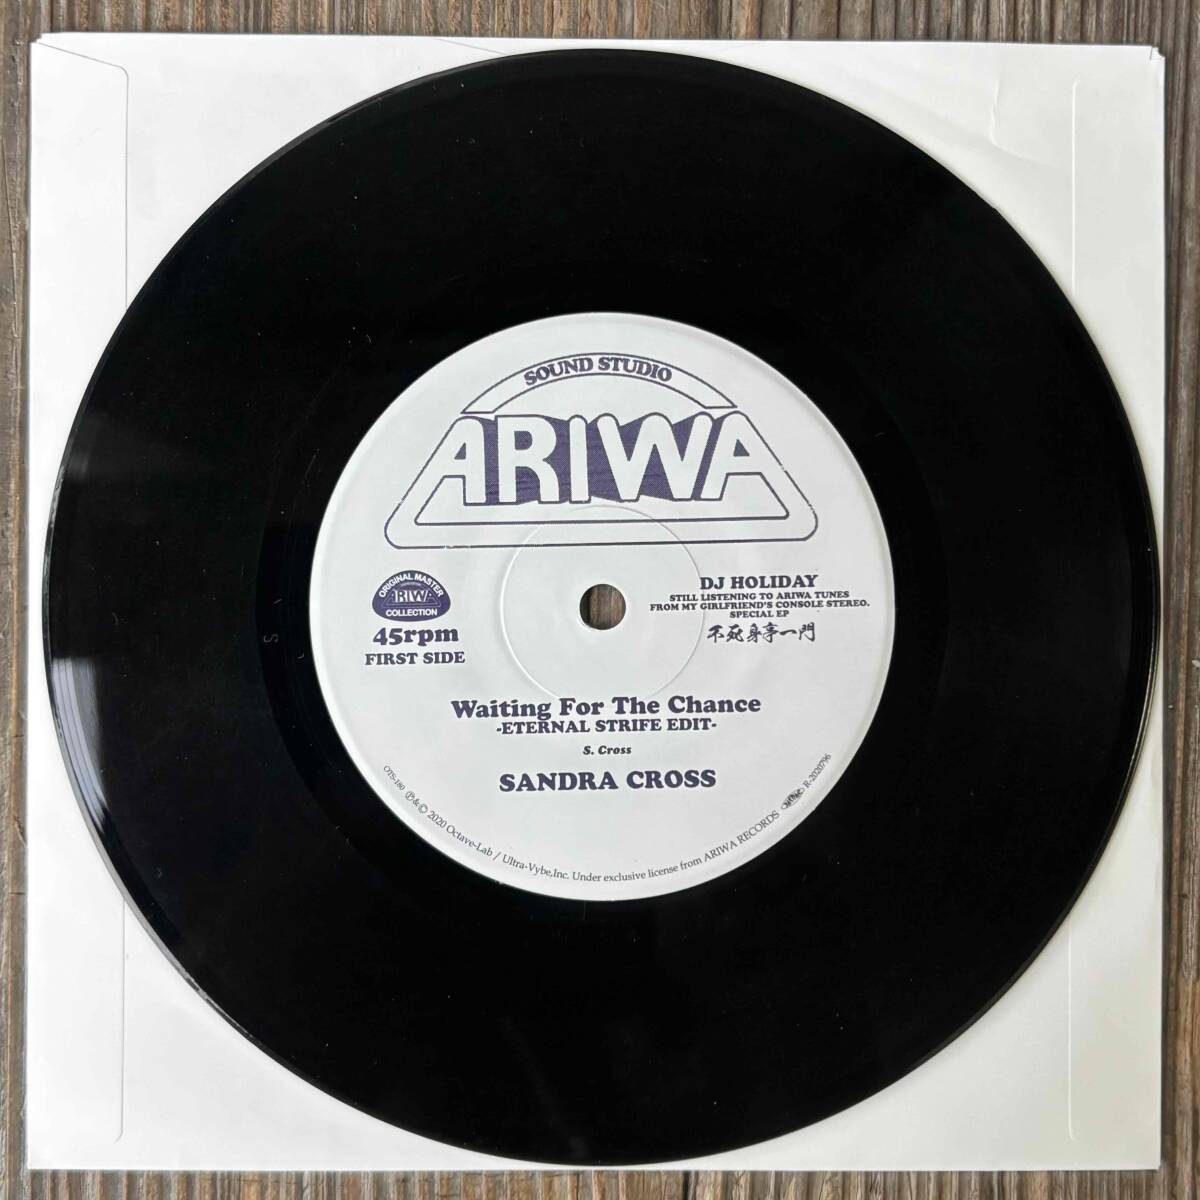 SOUND STUDIO
ARIWA
ORIGINAL MASTER
ARIWA
COLLECTION
45rpm
FIRST SIDE
DJ HOLIDAY
STILL LISTENING TO ARIWA TUNES
FROM MY GIRLFRIEND'S CONSOLE STEREO.
SPECIAL EP
不死身亭一門
Waiting For The Chance
-ETERNAL STRIFE EDIT-
S. Cross
SANDRA CROSS
OTS-180 Ⓟ&© 2020 Octave-Lab / Ultra-Vybe,Inc. Under exclusive license from ARIWA RECORDS R-2020796
S